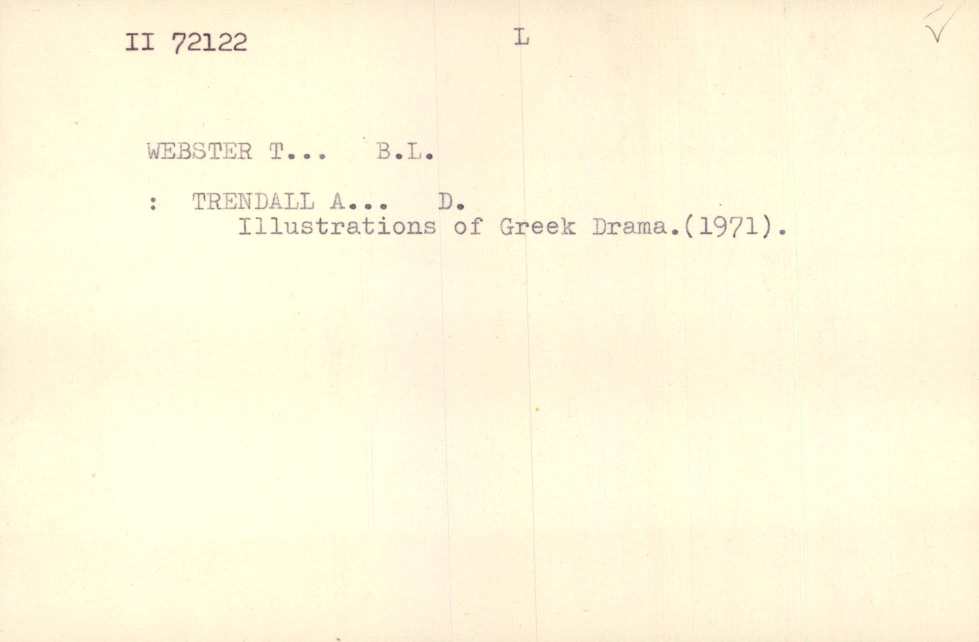 II 72122 L
WEBSTER T... B.L.
: TRENDALL A... D.
Illustrations of Greek Drama.(1971).